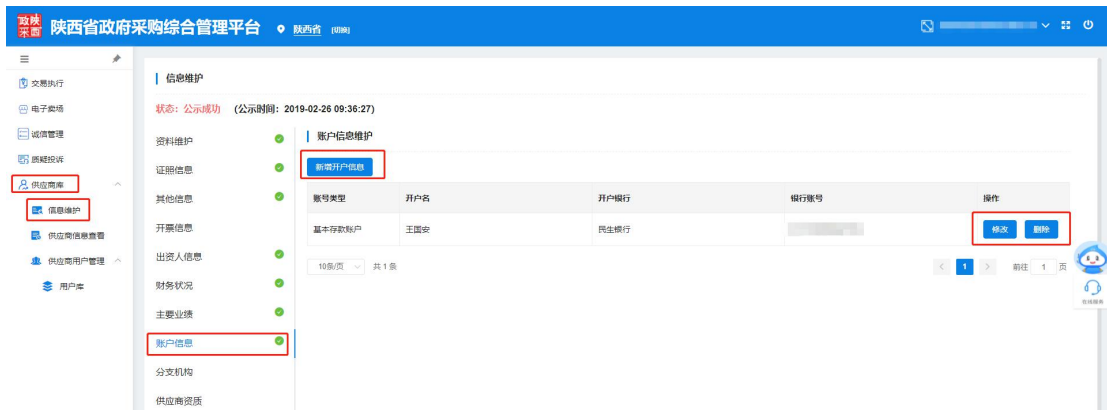 政陕
采西
陕西省政府采购综合管理平台
陕西省 [切换]
交易执行
电子卖场
诚信管理
质疑投诉
供应商库
信息维护
供应商信息查看
供应商用户管理
用户库
信息维护
状态：公示成功 (公示时间：2019-02-26 09:36:27)
资料维护
证照信息
其他信息
开票信息
出资人信息
财务状况
主要业绩
账户信息
分支机构
供应商资质
账户信息维护
新增开户信息
账号类型 开户名 开户银行 银行账号 操作
基本存款账户 王国安 民生银行 修改 删除
10条/页 共 1 条
1 前往 1 页
在线服务